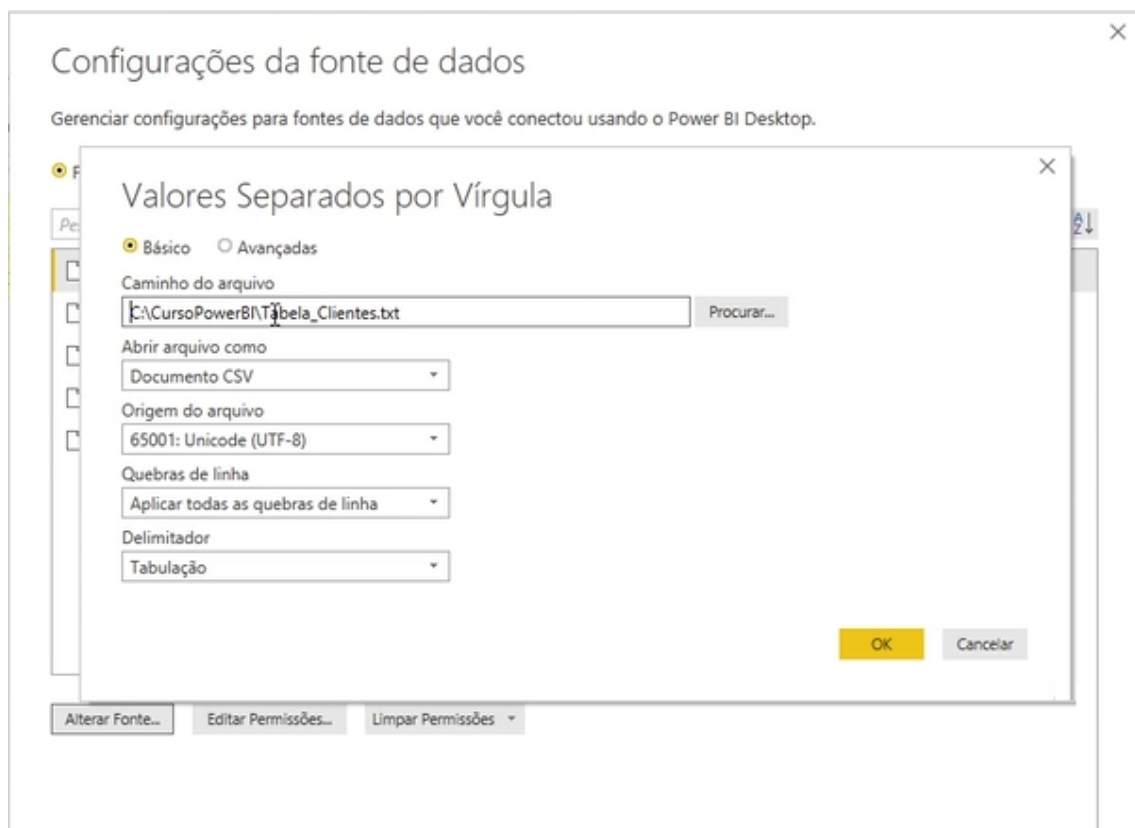 Configurações da fonte de dados
Gerenciar configurações para fontes de dados que você conectou usando o Power BI Desktop.
Valores Separados por Vírgula
Básico Avançadas
Caminho do arquivo
C:\CursoPowerBI\Tabela_Clientes.txt Procurar...
Abrir arquivo como
Documento CSV
Origem do arquivo
65001: Unicode (UTF-8)
Quebras de linha
Aplicar todas as quebras de linha
Delimitador
Tabulação
OK Cancelar
Alterar Fonte... Editar Permissões... Limpar Permissões